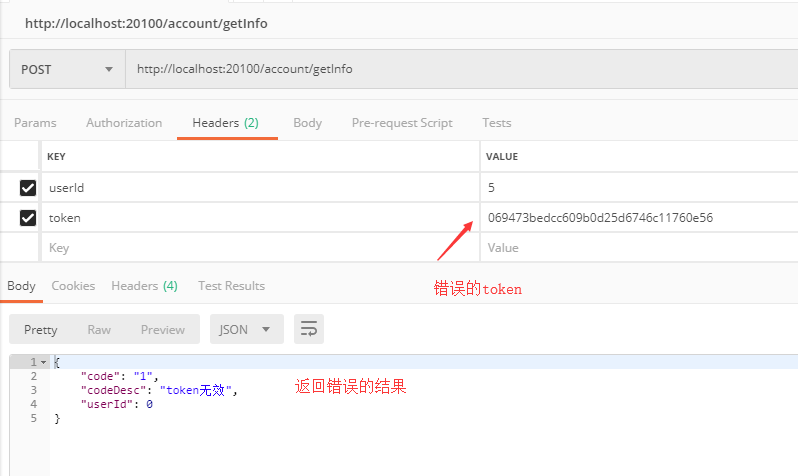 http://localhost:20100/account/getInfo
POST http://localhost:20100/account/getInfo
Params Authorization Headers (2) Body Pre-request Script Tests
KEY VALUE
userId 5
token 069473bedcc609b0d25d6746c11760e56
Key Value
错误的token
Body Cookies Headers (4) Test Results
Pretty Raw Preview JSON
1 {
2 "code": "1",
3 "codeDesc": "token无效",
4 "userId": 0
5 }
返回错误的结果